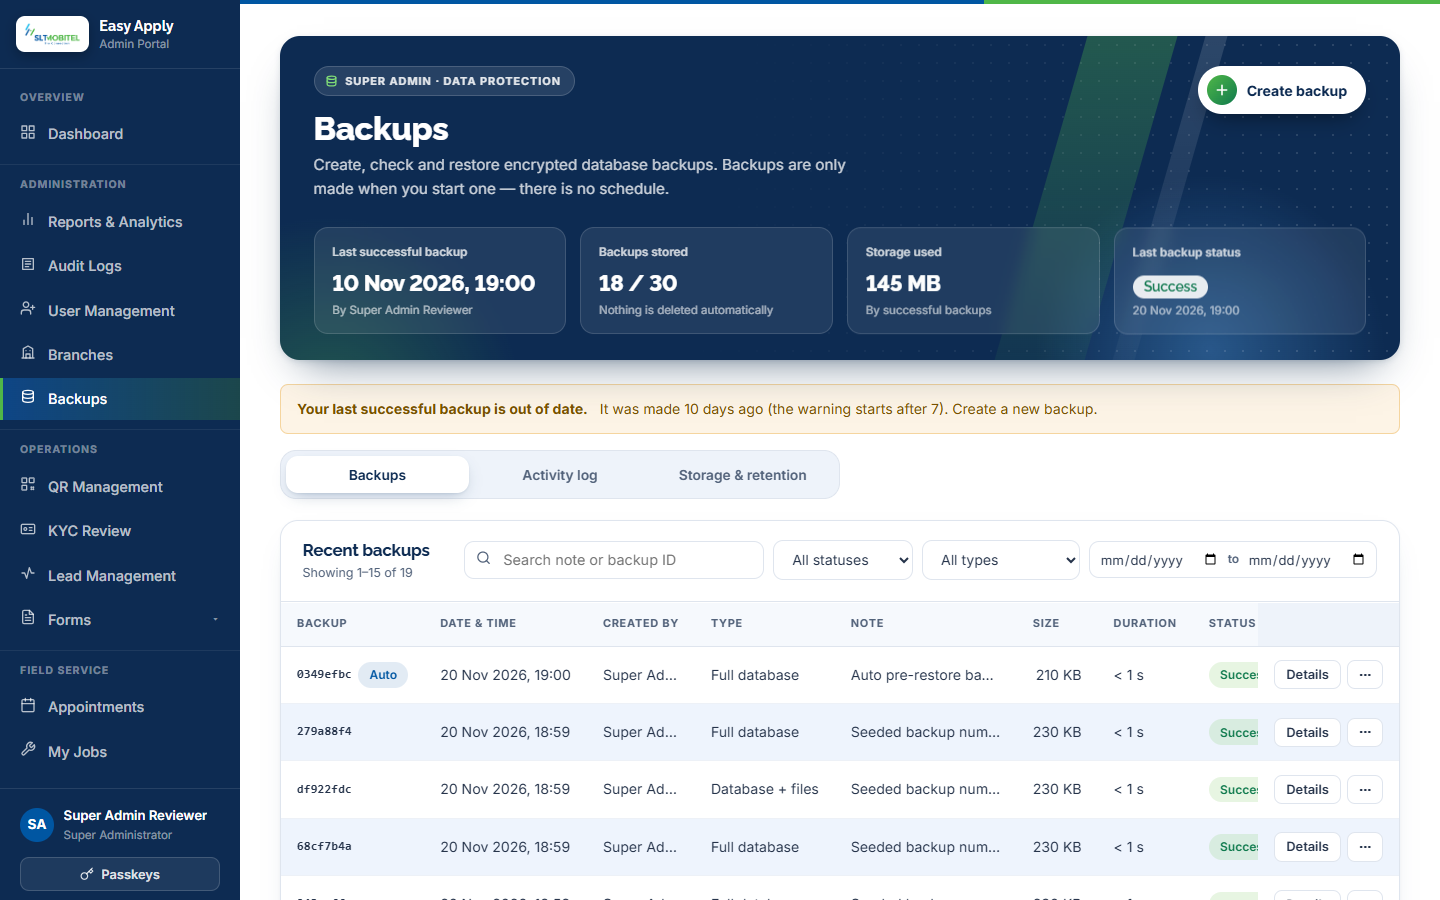 SLTMOBITEL
Easy Apply
Admin Portal
OVERVIEW
Dashboard
ADMINISTRATION
Reports & Analytics
Audit Logs
User Management
Branches
Backups
OPERATIONS
QR Management
KYC Review
Lead Management
Forms
FIELD SERVICE
Appointments
My Jobs
SA
Super Admin Reviewer
Super Administrator
Passkeys
SUPER ADMIN · DATA PROTECTION
Create backup
Backups
Create, check and restore encrypted database backups. Backups are only
made when you start one — there is no schedule.
Last successful backup
10 Nov 2026, 19:00
By Super Admin Reviewer
Backups stored
18 / 30
Nothing is deleted automatically
Storage used
145 MB
By successful backups
Last backup status
Success
20 Nov 2026, 19:00
Your last successful backup is out of date. It was made 10 days ago (the warning starts after 7). Create a new backup.
Backups Activity log Storage & retention
Recent backups
Showing 1–15 of 19
Search note or backup ID
All statuses
All types
mm/dd/yyyy to mm/dd/yyyy
BACKUP DATE & TIME CREATED BY TYPE NOTE SIZE DURATION STATUS
0349efbc Auto 20 Nov 2026, 19:00 Super Ad... Full database Auto pre-restore ba... 210 KB < 1 s Succes Details ...
279a88f4 20 Nov 2026, 18:59 Super Ad... Full database Seeded backup num... 230 KB < 1 s Succes Details ...
df922fdc 20 Nov 2026, 18:59 Super Ad... Database + files Seeded backup num... 230 KB < 1 s Succes Details ...
68cf7b4a 20 Nov 2026, 18:59 Super Ad... Full database Seeded backup num... 230 KB < 1 s Succes Details ...